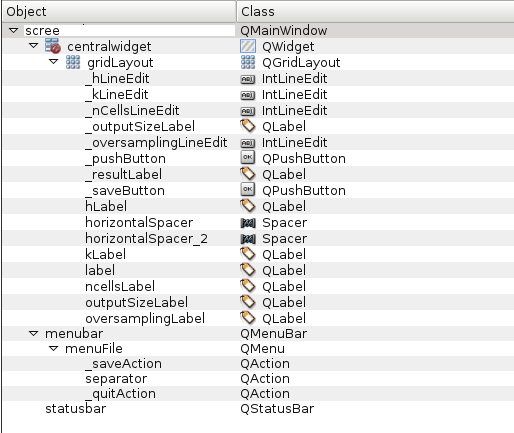 Object Class
scree QMainWindow
centralwidget QWidget
gridLayout QGridLayout
_hLineEdit IntLineEdit
_kLineEdit IntLineEdit
_nCellsLineEdit IntLineEdit
_outputSizeLabel QLabel
_oversamplingLineEdit IntLineEdit
_pushButton QPushButton
_resultLabel QLabel
_saveButton QPushButton
hLabel QLabel
horizontalSpacer Spacer
horizontalSpacer_2 Spacer
kLabel QLabel
label QLabel
ncellsLabel QLabel
outputSizeLabel QLabel
oversamplingLabel QLabel
menubar QMenuBar
menuFile QMenu
_saveAction QAction
separator QAction
_quitAction QAction
statusbar QStatusBar